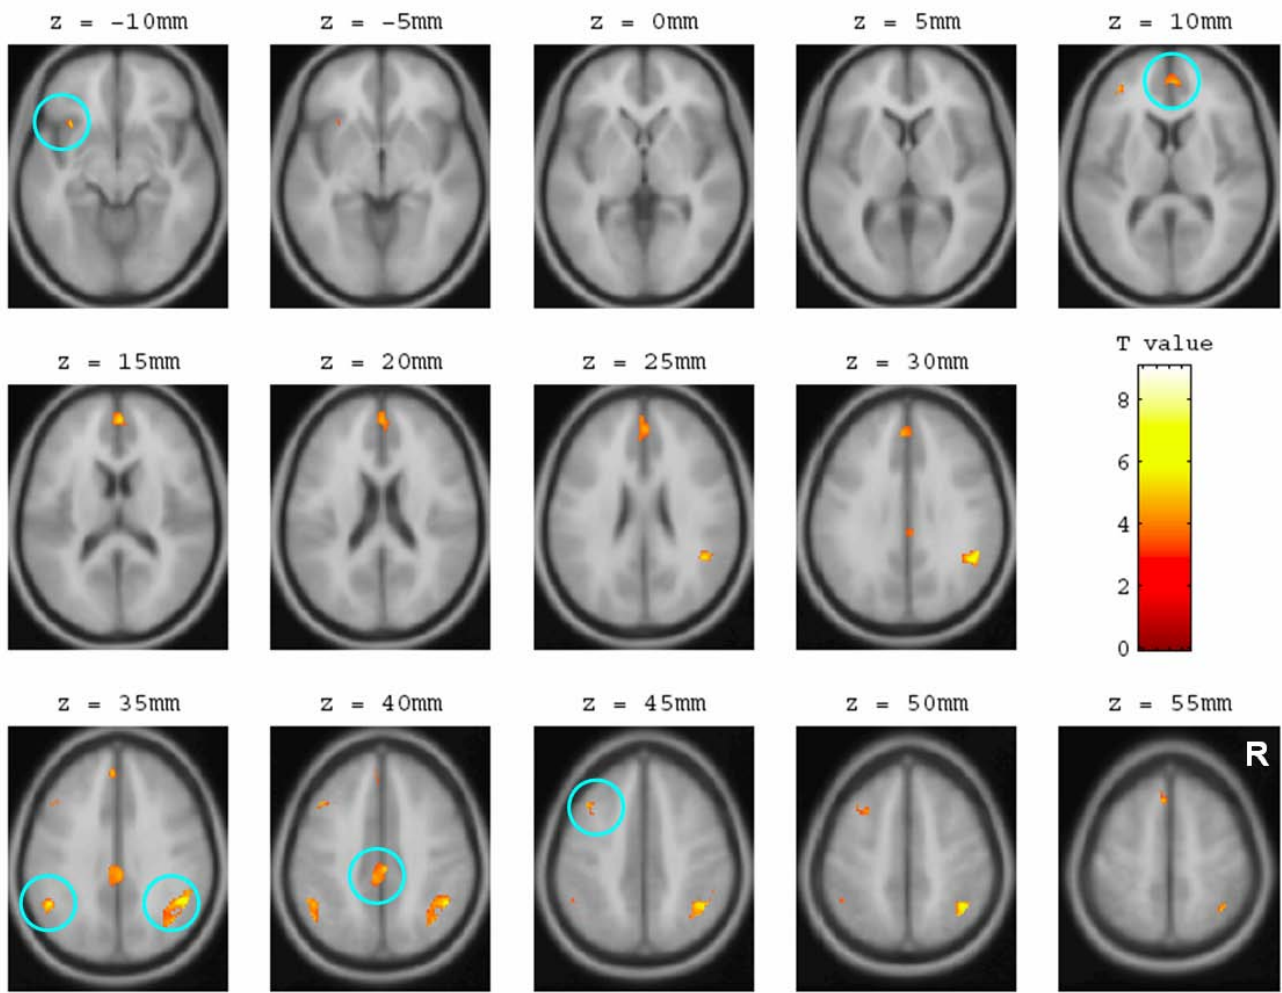 z = -10mm
z = -5mm
z = 0mm
z = 5mm
z = 10mm
z = 15mm
z = 20mm
z = 25mm
z = 30mm
T value
8
6
4
2
0
z = 35mm
z = 40mm
z = 45mm
z = 50mm
z = 55mm
R